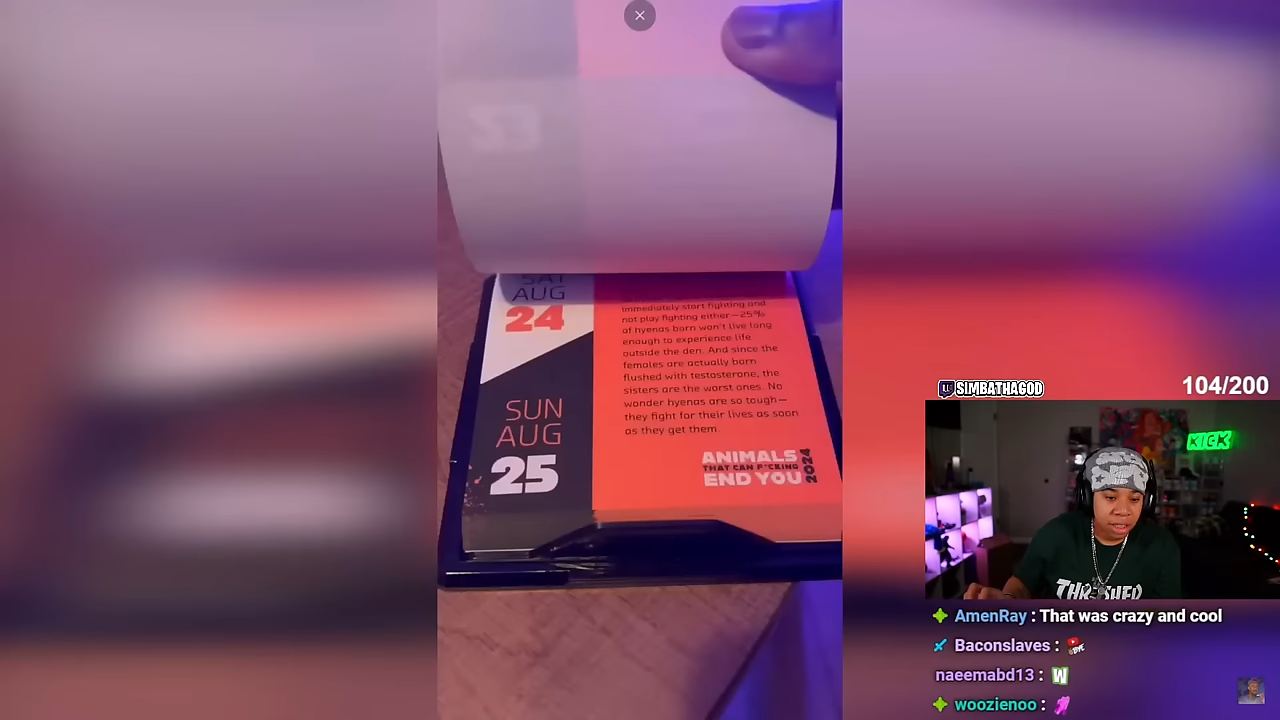 23
SAT
AUG
24
SUN
AUG
25
immediately start fighting and
not play fighting either—25%
of hyenas born won't live long
enough to experience life
outside the den. And since the
females are actually born
flushed with testosterone, the
sisters are the worst ones. No
wonder hyenas are so tough—
they fight for their lives as soon
as they get them.
ANIMALS
THAT CAN F*CKING
END YOU
2024
SIMBATHAGOD
104/200
KICK
THRASHED
AmenRay : That was crazy and cool
Baconslaves : BYE
naeemabd13 : W
woozienoo :